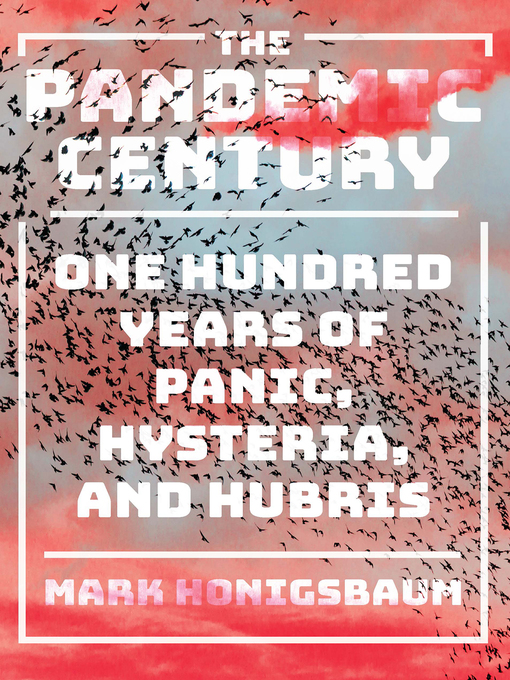 THE
PANDEMIC
CENTURY
ONE HUNDRED
YEARS OF
PANIC,
HYSTERIA,
AND HUBRIS
MARK HONIGSBAUM